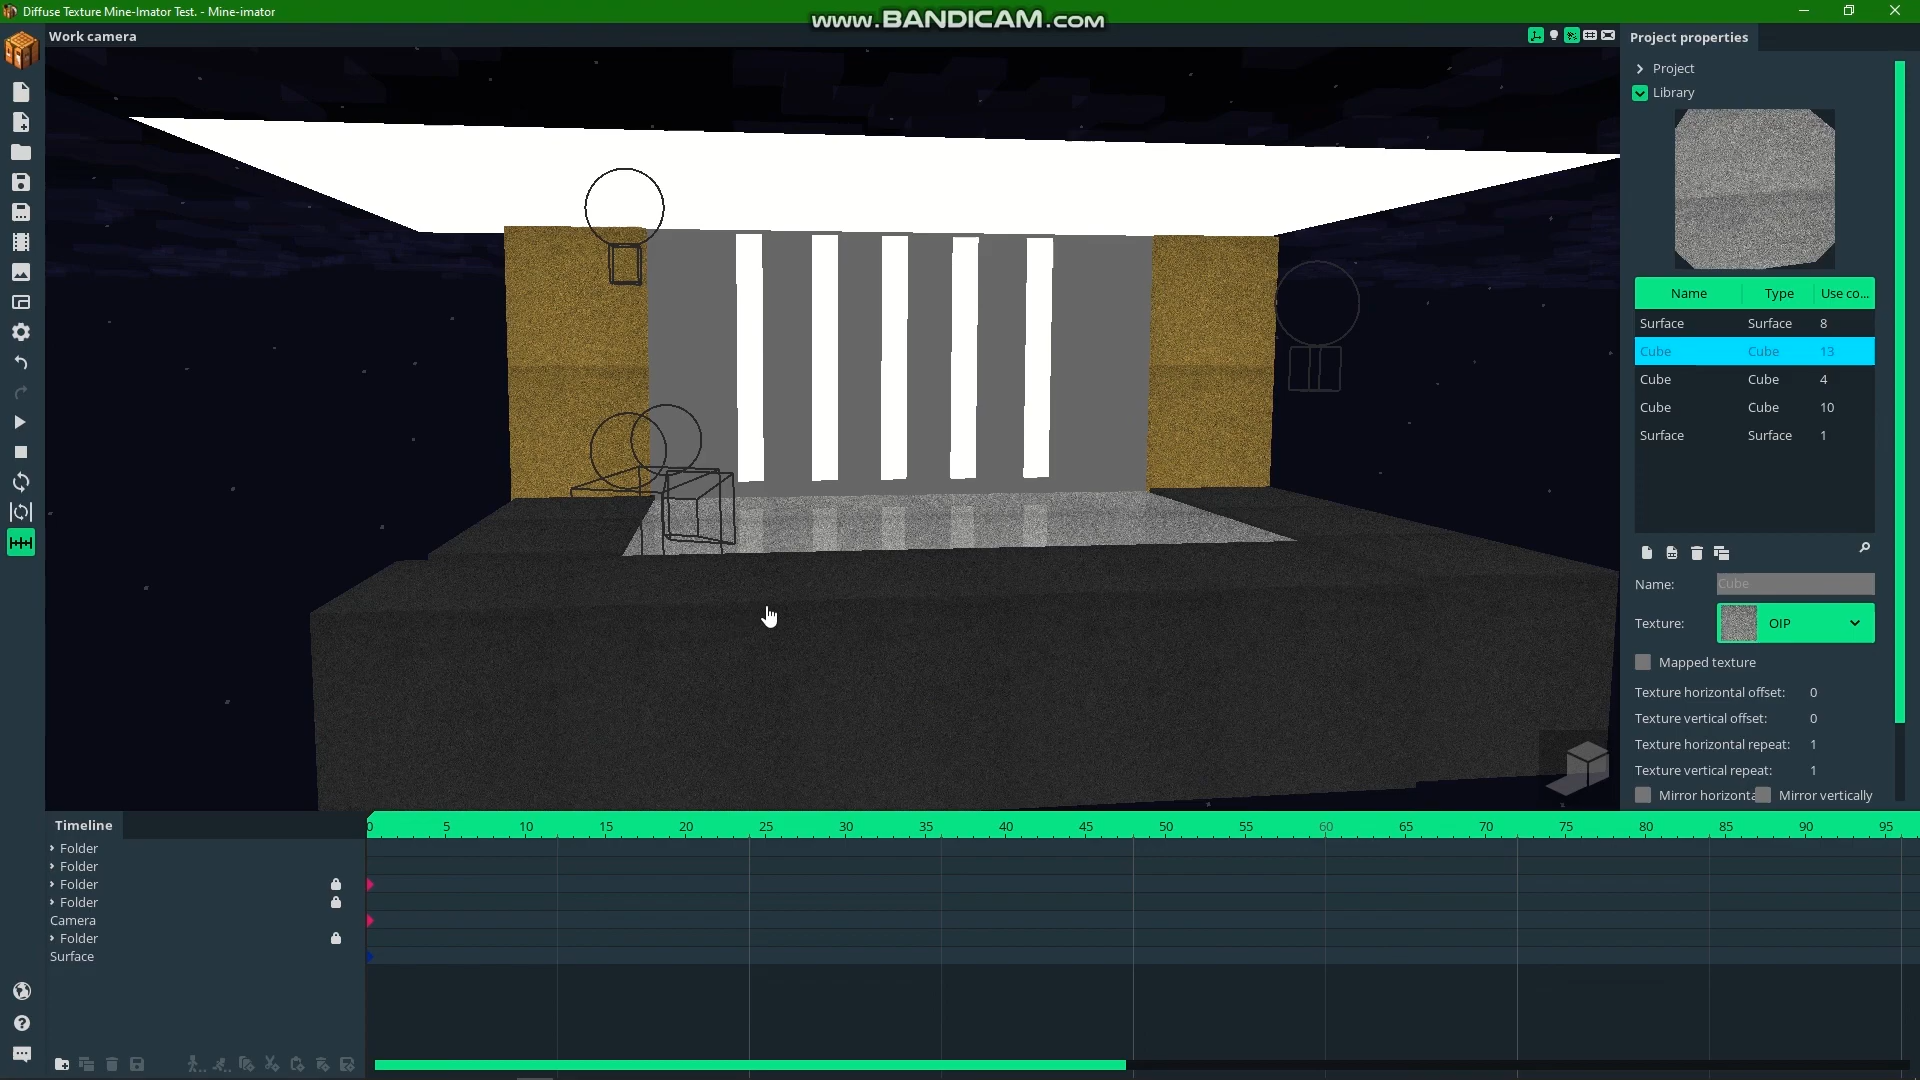 Diffuse Texture Mine-Imator Test. - Mine-imator
www.BANDICAM.com
Work camera
Project properties
Project
Library
Name Type Use co...
Surface Surface 8
Cube Cube 13
Cube Cube 4
Cube Cube 10
Surface Surface 1
Name: Cube
Texture: OIP
Mapped texture
Texture horizontal offset: 0
Texture vertical offset: 0
Texture horizontal repeat: 1
Texture vertical repeat: 1
Mirror horizonta Mirror vertically
Timeline
0 5 10 15 20 25 30 35 40 45 50 55 60 65 70 75 80 85 90 95
Folder
Folder
Folder
Folder
Camera
Folder
Surface